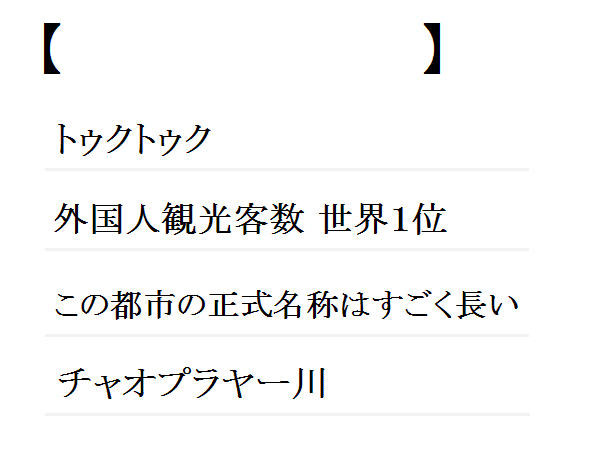 【　　　　　　　　】
トゥクトゥク
外国人観光客数 世界1位
この都市の正式名称はすごく長い
チャオプラヤー川